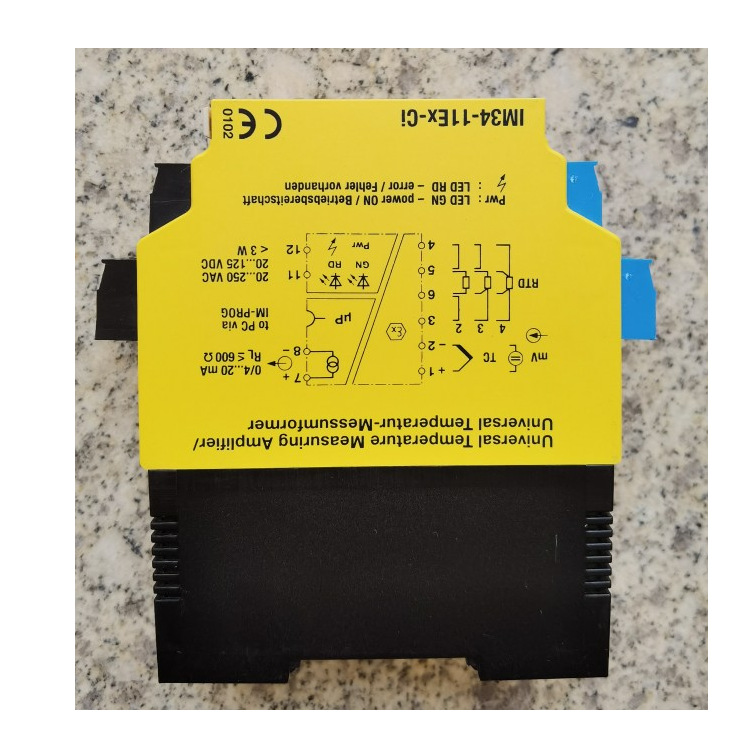 Universal Temperature Measuring Amplifier/
Universal Temperatur-Messumformer
mV
TC
+ 1
– 2
4
3
2
3
RTD
6
5
4
Ex
7 +
8 –
0/4...20 mA
RL ≤ 600 Ω
µP
to PC via
IM-PROG
GN
RD
Pwr
11
12
20...250 VAC
20...125 VDC
< 3 W
Pwr : LED GN – power ON / Betriebsbereitschaft
: LED RD – error / Fehler vorhanden
IM34-11Ex-Ci
CE
0102